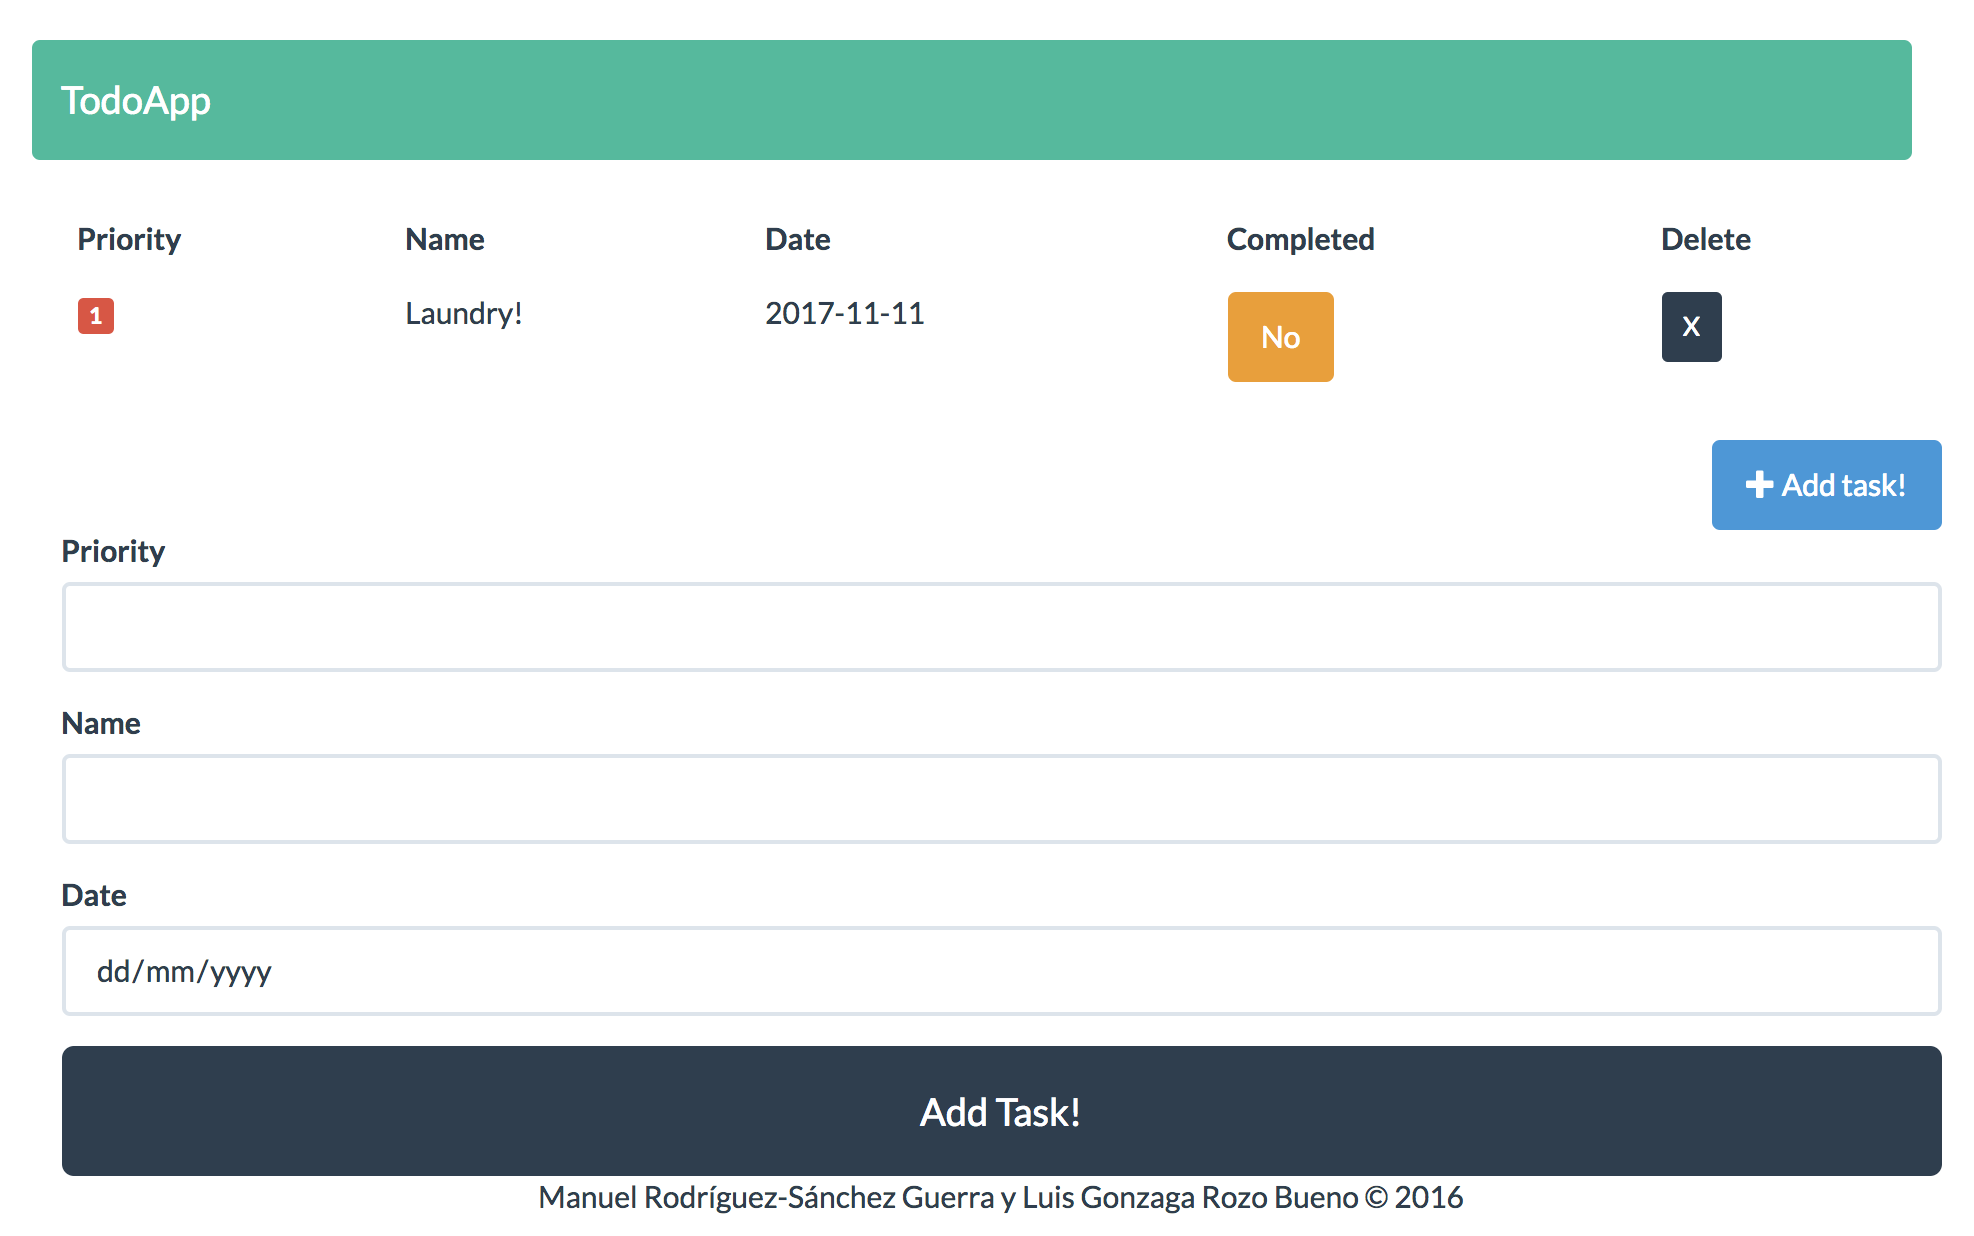 TodoApp
Priority Name Date Completed Delete
1 Laundry! 2017-11-11 No X
Add task!
Priority
Name
Date
dd/mm/yyyy
Add Task!
Manuel Rodríguez-Sánchez Guerra y Luis Gonzaga Rozo Bueno © 2016